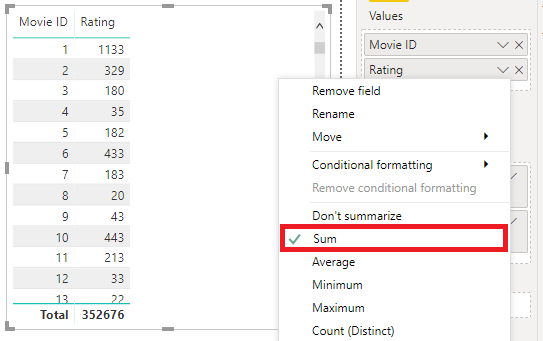 Movie ID Rating
1 1133
2 329
3 180
4 35
5 182
6 433
7 183
8 20
9 43
10 443
11 213
12 33
13 22
Total 352676
Values
Movie ID
Rating
Remove field
Rename
Move
Conditional formatting
Remove conditional formatting
Don't summarize
Sum
Average
Minimum
Maximum
Count (Distinct)